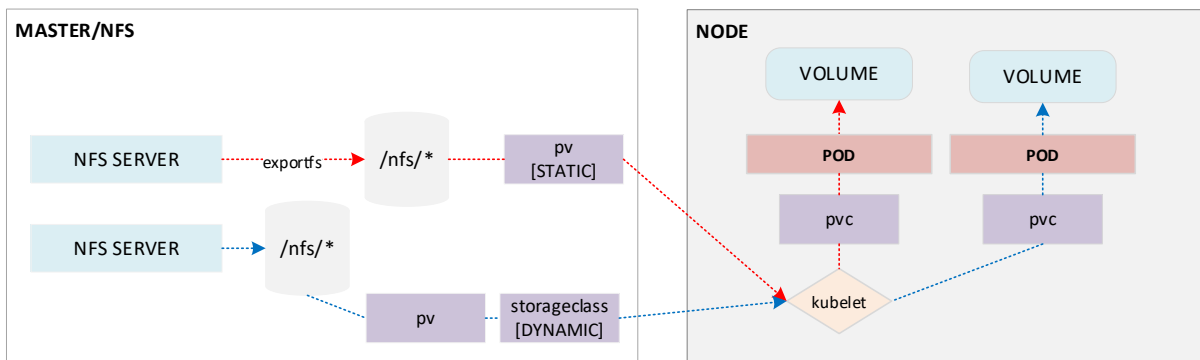 MASTER/NFS
NFS SERVER
exportfs
/nfs/*
pv
[STATIC]
NFS SERVER
/nfs/*
pv
storageclass
[DYNAMIC]
NODE
VOLUME
VOLUME
POD
POD
pvc
pvc
kubelet